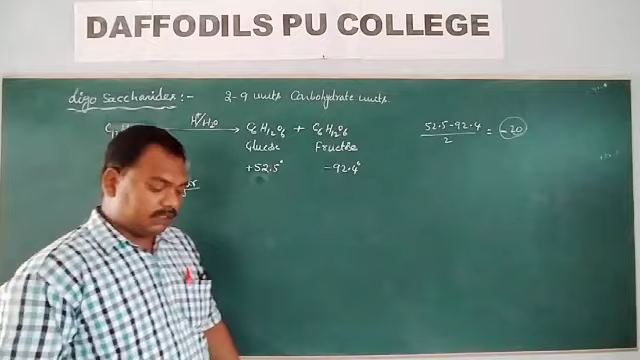 DAFFODILS PU COLLEGE
Oligo Saccharides :- 2-9 units Carbohydrate units.
H⁺/H₂O → C₆H₁₂O₆ + C₆H₁₂O₆
Glucose Fructose
+52.5° -92.4°
52.5-92.4 / 2 = -20